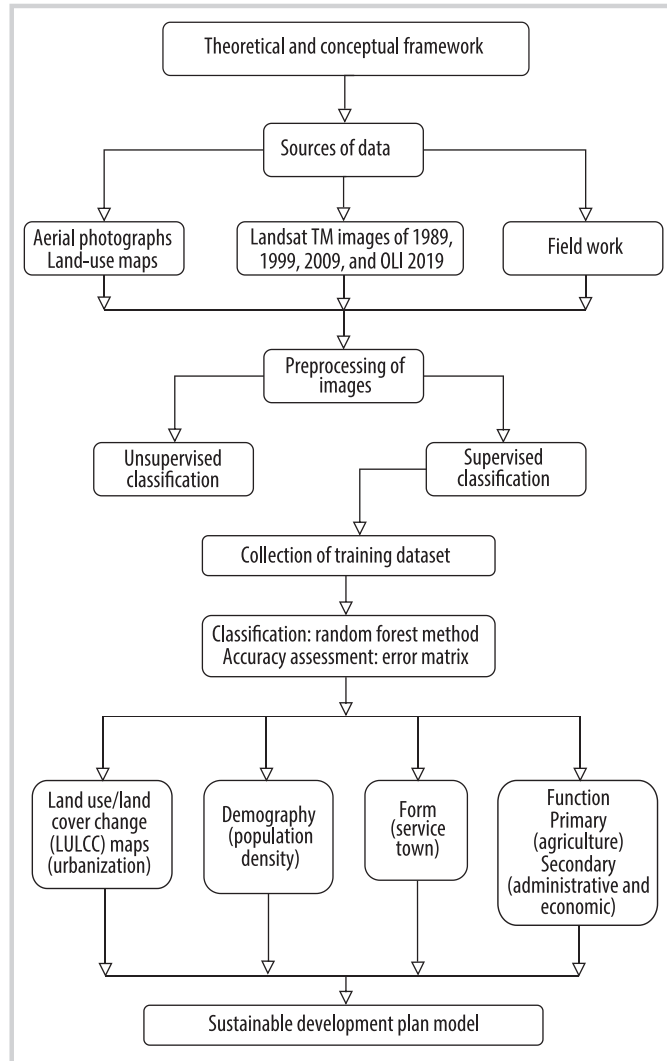 Theoretical and conceptual framework
Sources of data
Aerial photographs
Land-use maps
Landsat TM images of 1989,
1999, 2009, and OLI 2019
Field work
Preprocessing of
images
Unsupervised
classification
Supervised
classification
Collection of training dataset
Classification: random forest method
Accuracy assessment: error matrix
Land use/land
cover change
(LULCC) maps
(urbanization)
Demography
(population
density)
Form
(service
town)
Function
Primary
(agriculture)
Secondary
(administrative and
economic)
Sustainable development plan model